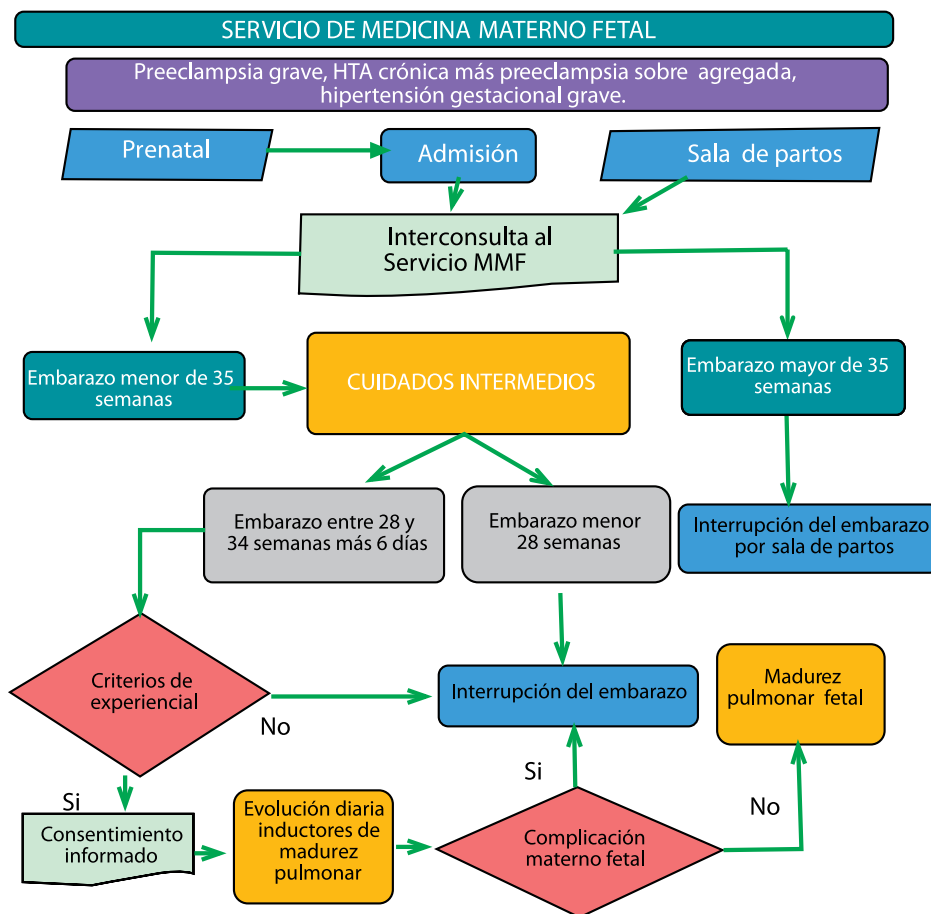 SERVICIO DE MEDICINA MATERNO FETAL
Preeclampsia grave, HTA crónica más preeclampsia sobre agregada,
hipertensión gestacional grave.
Prenatal
Admisión
Sala de partos
Interconsulta al
Servicio MMF
Embarazo menor de 35
semanas
CUIDADOS INTERMEDIOS
Embarazo mayor de 35
semanas
Embarazo entre 28 y
34 semanas más 6 días
Embarazo menor
28 semanas
Interrupción del embarazo
por sala de partos
Criterios de
experiencial
No
Interrupción del embarazo
Madurez
pulmonar fetal
Si
Si
No
Consentimiento
informado
Evolución diaria
inductores de
madurez
pulmonar
Complicación
materno fetal